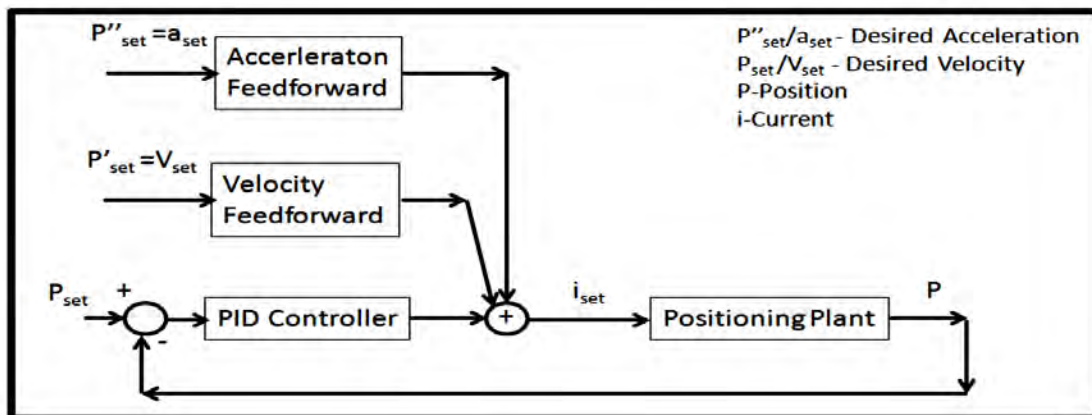 P''set =aset
Accerleraton
Feedforward
P''set/aset- Desired Acceleration
Pset/Vset - Desired Velocity
P-Position
i-Current
P'set =Vset
Velocity
Feedforward
Pset
+
-
PID Controller
+
iset
Positioning Plant
P